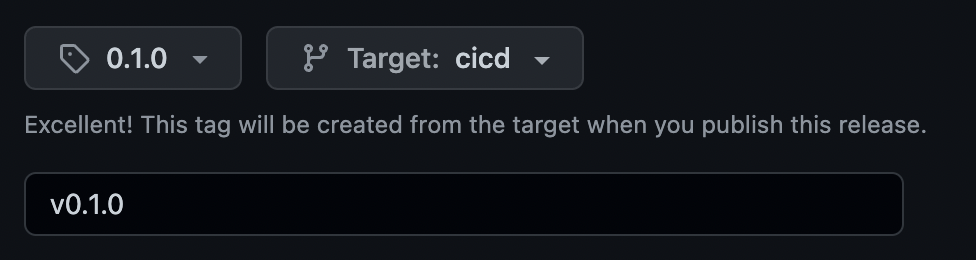 0.1.0 Target: cicd
Excellent! This tag will be created from the target when you publish this release.
v0.1.0